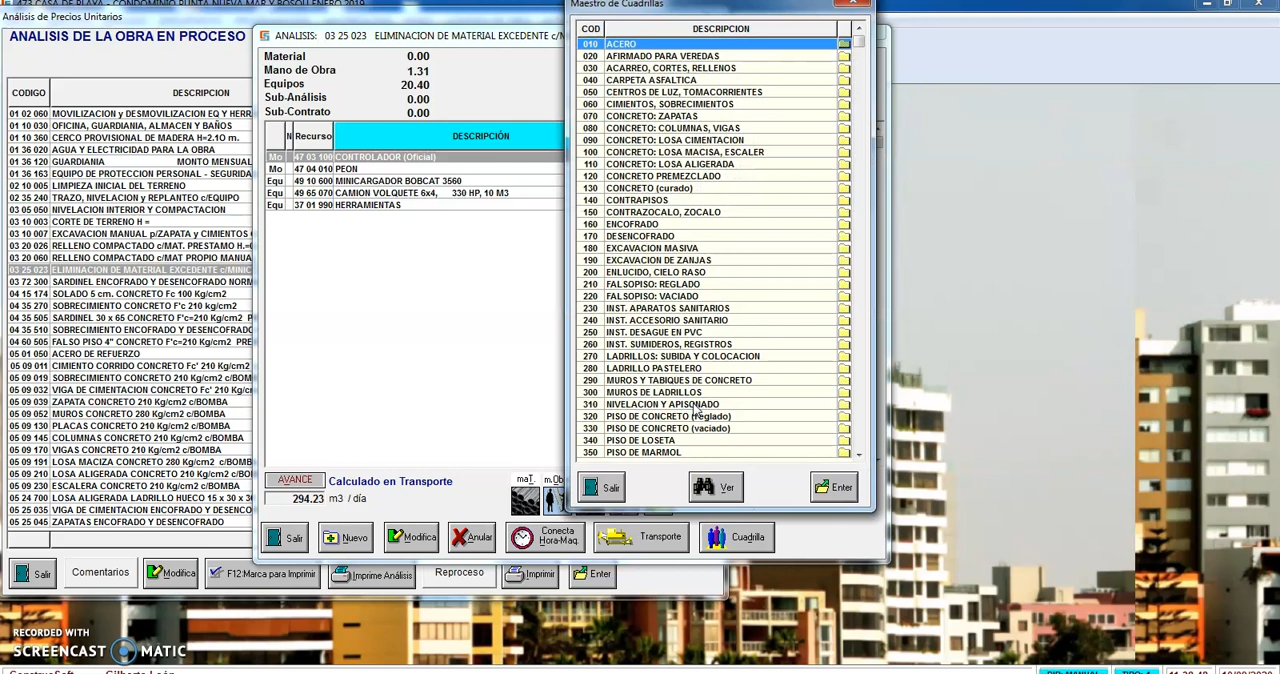 473 CASA DE PLAYA - CONDOMINIO PUNTA NUEVA MAR Y BOSQU ENERO 2019
Análisis de Precios Unitarios
ANALISIS DE LA OBRA EN PROCESO
CODIGO DESCRIPCION
01 02 060 MOVILIZACION y DESMOVILIZACION EQ Y HERR
01 10 030 OFICINA, GUARDIANIA, ALMACEN Y BAÑOS
01 10 360 CERCO PROVISIONAL DE MADERA H=2.10 m.
01 36 020 AGUA Y ELECTRICIDAD PARA LA OBRA
01 36 120 GUARDIANIA MONTO MENSUAL
01 36 163 EQUIPO DE PROTECCION PERSONAL - SEGURIDA
02 10 005 LIMPIEZA INICIAL DEL TERRENO
02 35 240 TRAZO, NIVELACION y REPLANTEO c/EQUIPO
03 05 050 NIVELACION INTERIOR Y COMPACTACION
03 10 003 CORTE DE TERRENO H =
03 10 007 EXCAVACION MANUAL p/ZAPATA y CIMIENTOS
03 20 026 RELLENO COMPACTADO c/MAT. PRESTAMO H.=
03 20 060 RELLENO COMPACTADO c/MAT PROPIO MANUA
03 25 023 ELIMINACION DE MATERIAL EXCEDENTE c/MINIC
03 72 300 SARDINEL ENCOFRADO Y DESENCOFRADO NORM
04 15 174 SOLADO 5 cm. CONCRETO Fc 100 Kg/cm2
04 35 270 SOBRECIMIENTO CONCRETO F'c 210 kg/cm2
04 35 505 SARDINEL 30 x 65 CONCRETO F'c=210 Kg/cm2 P
04 35 510 SOBRECIMIENTO ENCOFRADO Y DESENCOFRADO
04 60 505 FALSO PISO 4" CONCRETO F'c=210 Kg/cm2 PRE
05 01 050 ACERO DE REFUERZO
05 09 011 CIMIENTO CORRIDO CONCRETO Fc' 210 Kg/cm2
05 09 019 SOBRECIMIENTO CONCRETO 210 Kg/cm2 c/BOM
05 09 032 VIGA DE CIMENTACION CONCRETO Fc' 210 Kg/c
05 09 039 ZAPATA CONCRETO 210 Kg/cm2 c/BOMBA
05 09 052 MUROS CONCRETO 280 Kg/cm2 c/BOMBA
05 09 130 PLACAS CONCRETO 210 Kg/cm2 c/BOMBA
05 09 145 COLUMNAS CONCRETO 210 Kg/cm2 c/BOMBA
05 09 170 VIGAS CONCRETO 210 Kg/cm2 c/BOMBA
05 09 191 LOSA MACIZA CONCRETO 280 Kg/cm2 c/BOMBA
05 09 210 LOSA ALIGERADA CONCRETO 210 Kg/cm2 c/BO
05 09 230 ESCALERA CONCRETO 210 Kg/cm2 c/BOMBA
05 24 700 LOSA ALIGERADA LADRILLO HUECO 15 x 30 x 3
05 25 035 VIGA DE CIMENTACION ENCOFRADO Y DESENCO
05 25 045 ZAPATAS ENCOFRADO Y DESENCOFRADO
Salir Comentarios Modifica F12:Marca para Imprimir Imprime Análisis Reproceso Imprimir Enter
ANALISIS: 03 25 023 ELIMINACION DE MATERIAL EXCEDENTE c/M
Material 0.00
Mano de Obra 1.31
Equipos 20.40
Sub-Análisis 0.00
Sub-Contrato 0.00
N Recurso DESCRIPCIÓN
Mo 47 03 100 CONTROLADOR (Oficial)
Mo 47 04 010 PEON
Equ 49 10 600 MINICARGADOR BOBCAT 3560
Equ 49 65 070 CAMION VOLQUETE 6x4, 330 HP, 10 M3
Equ 37 01 990 HERRAMIENTAS
AVANCE Calculado en Transporte
294.23 m3 / día
maT. m.Ob
Salir Nuevo Modifica Anular Conecta Hora-Maq. Transporte Cuadrilla
Maestro de Cuadrillas
COD DESCRIPCION
010 ACERO
020 AFIRMADO PARA VEREDAS
030 ACARREO, CORTES, RELLENOS
040 CARPETA ASFALTICA
050 CENTROS DE LUZ, TOMACORRIENTES
060 CIMIENTOS, SOBRECIMIENTOS
070 CONCRETO: ZAPATAS
080 CONCRETO: COLUMNAS, VIGAS
090 CONCRETO: LOSA CIMENTACION
100 CONCRETO: LOSA MACISA, ESCALER
110 CONCRETO: LOSA ALIGERADA
120 CONCRETO PREMEZCLADO
130 CONCRETO (curado)
140 CONTRAPISOS
150 CONTRAZOCALO, ZOCALO
160 ENCOFRADO
170 DESENCOFRADO
180 EXCAVACION MASIVA
190 EXCAVACION DE ZANJAS
200 ENLUCIDO, CIELO RASO
210 FALSOPISO: REGLADO
220 FALSOPISO: VACIADO
230 INST. APARATOS SANITARIOS
240 INST. ACCESORIO SANITARIO
250 INST. DESAGUE EN PVC
260 INST. SUMIDEROS, REGISTROS
270 LADRILLOS: SUBIDA Y COLOCACION
280 LADRILLO PASTELERO
290 MUROS Y TABIQUES DE CONCRETO
300 MUROS DE LADRILLOS
310 NIVELACION Y APISONADO
320 PISO DE CONCRETO (reglado)
330 PISO DE CONCRETO (vaciado)
340 PISO DE LOSETA
350 PISO DE MARMOL
Salir Ver Enter
RECORDED WITH
SCREENCAST MATIC
ConstruSoft Gilberto León
DIR: MANUAL TIPO: 4